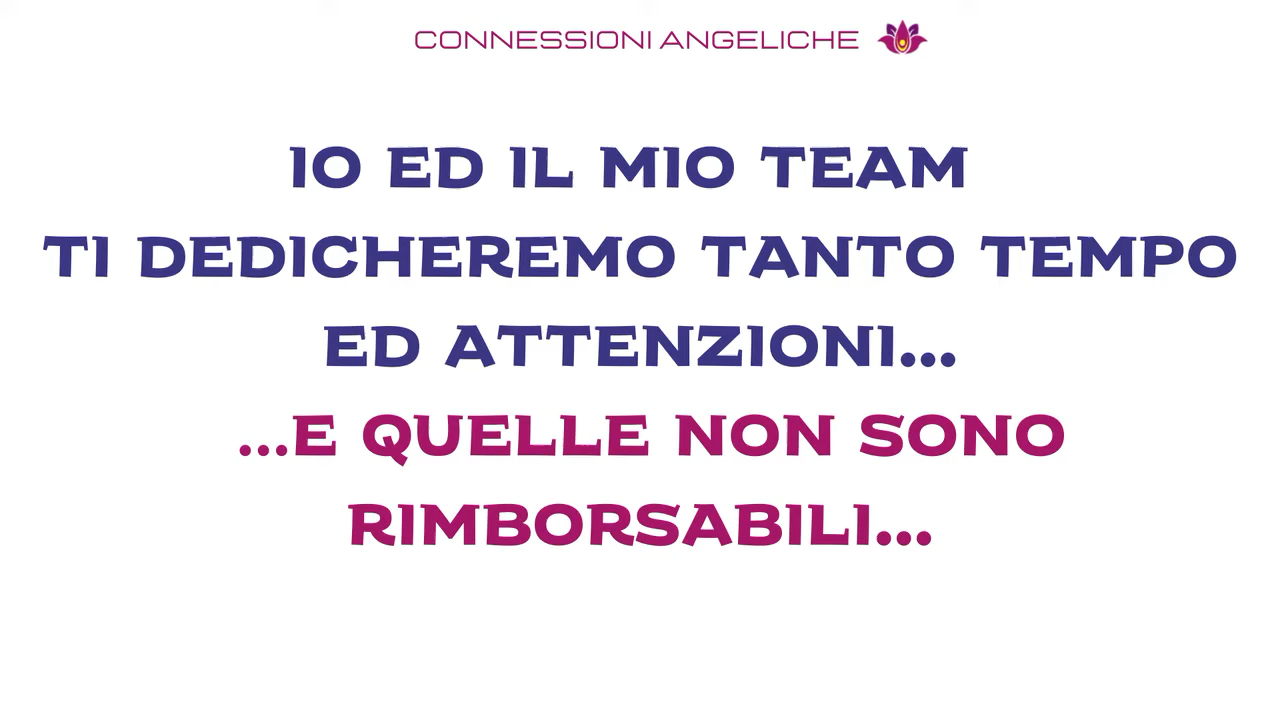 CONNESSIONI ANGELICHE
IO ED IL MIO TEAM
TI DEDICHEREMO TANTO TEMPO
ED ATTENZIONI...
...E QUELLE NON SONO
RIMBORSABILI...